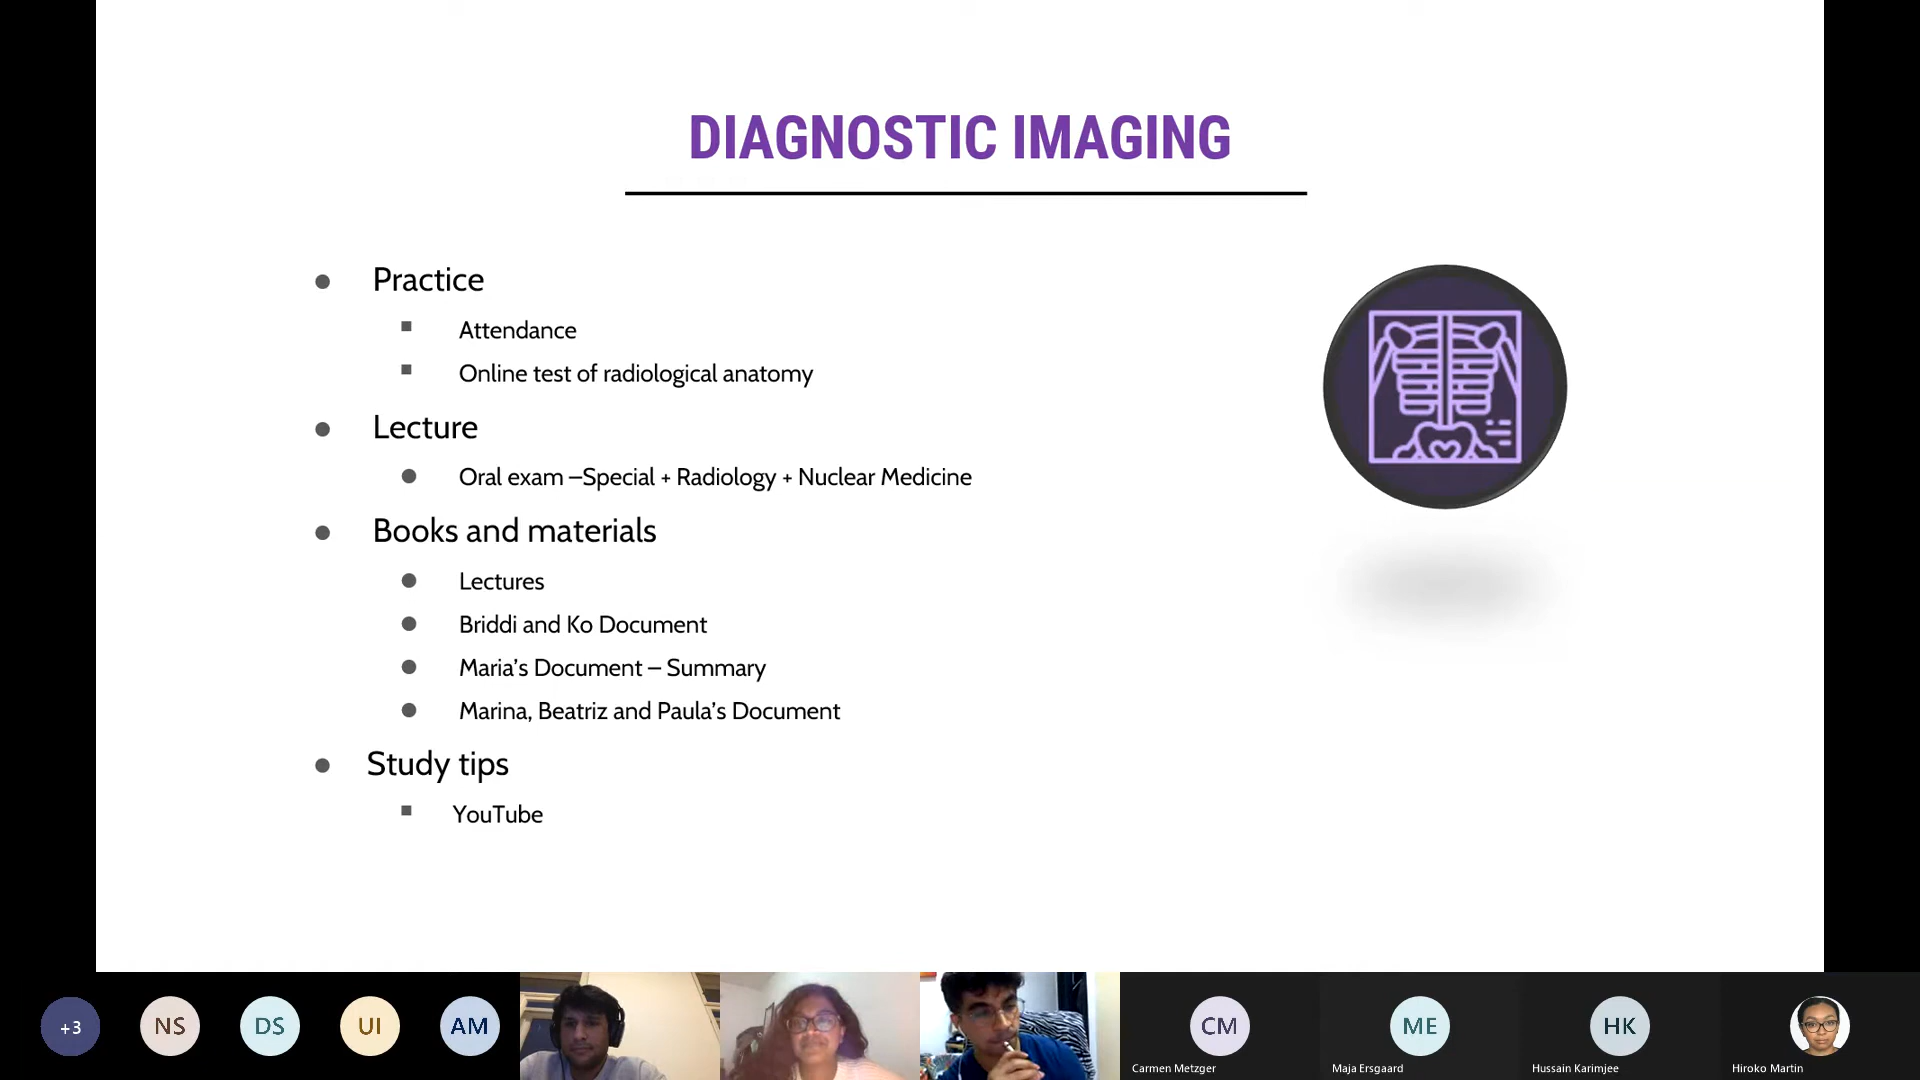 DIAGNOSTIC IMAGING
Practice
Attendance
Online test of radiological anatomy
Lecture
Oral exam –Special + Radiology + Nuclear Medicine
Books and materials
Lectures
Briddi and Ko Document
Maria's Document – Summary
Marina, Beatriz and Paula's Document
Study tips
YouTube
+3
NS
DS
UI
AM
CM
ME
HK
Carmen Metzger
Maja Ersgaard
Hussain Karimjee
Hiroko Martin